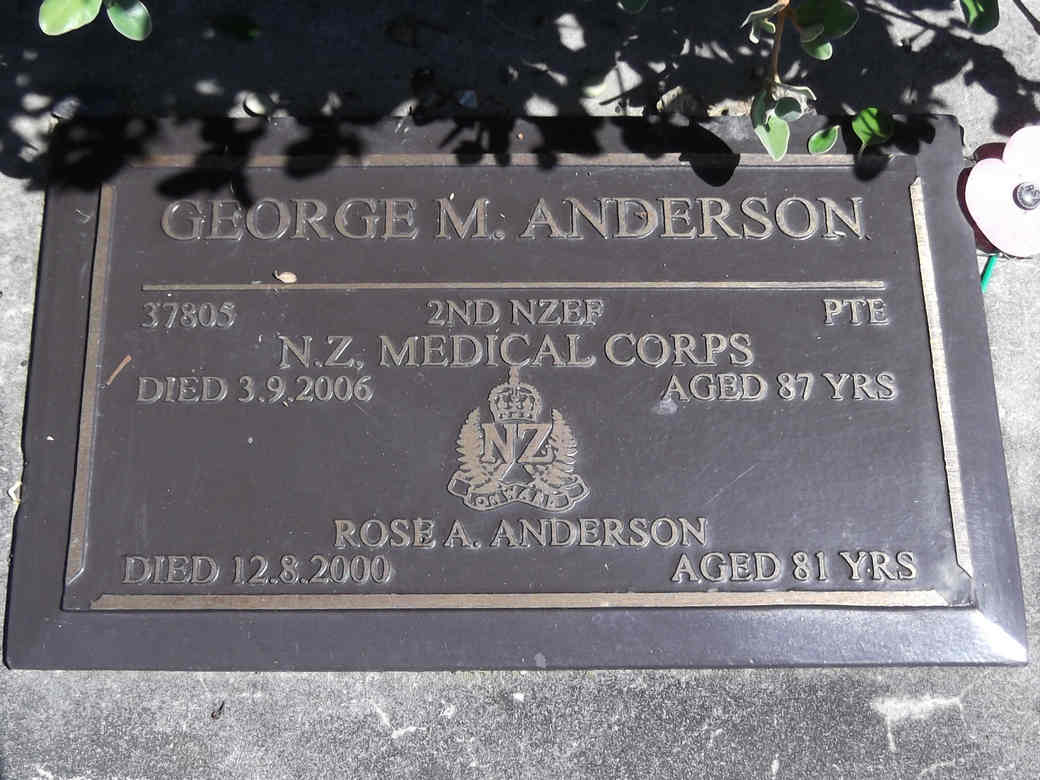 GEORGE M. ANDERSON
37805 2ND NZEF PTE
N.Z. MEDICAL CORPS
DIED 3.9.2006 AGED 87 YRS
NZ
ONWARD
ROSE A. ANDERSON
DIED 12.8.2000 AGED 81 YRS